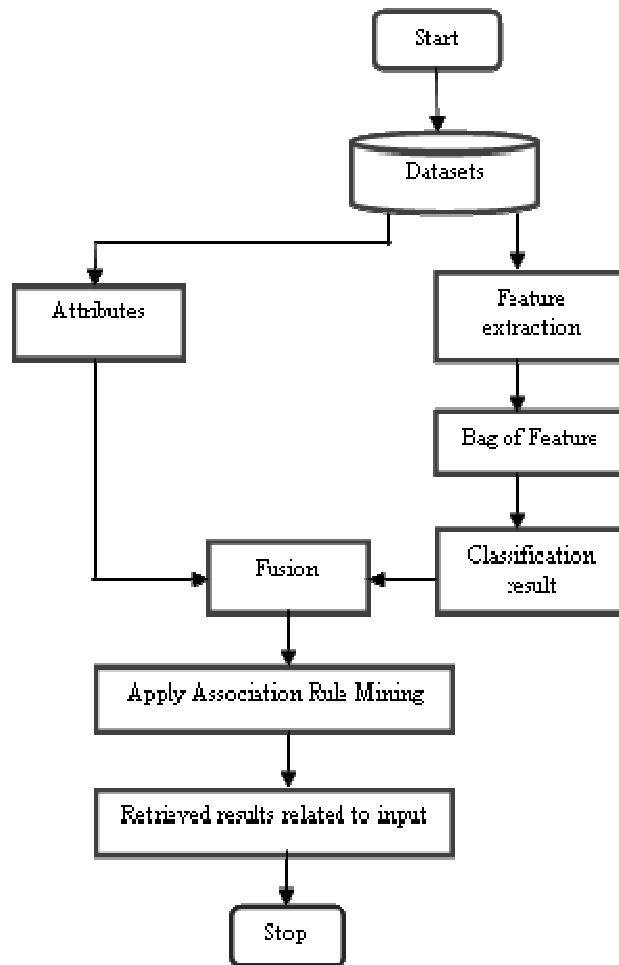 Start
Datasets
Attributes
Feature
extraction
Bag of Feature
Classification
result
Fusion
Apply Association Rule Mining
Retrieved results related to input
Stop